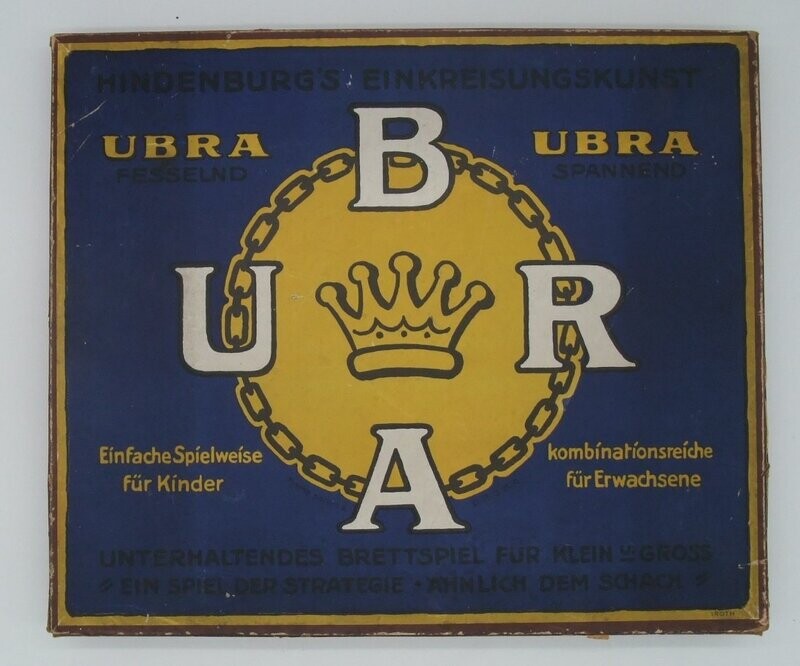 HINDENBURG'S EINKREISUNGSKUNST
UBRA
FESSELND
UBRA
SPANNEND
B
U R
A
Einfache Spielweise
für Kinder
kombinationsreiche
für Erwachsene
UNTERHALTENDES BRETTSPIEL FÜR KLEIN U. GROSS
EIN SPIEL DER STRATEGIE • ÄHNLICH DEM SCHACH